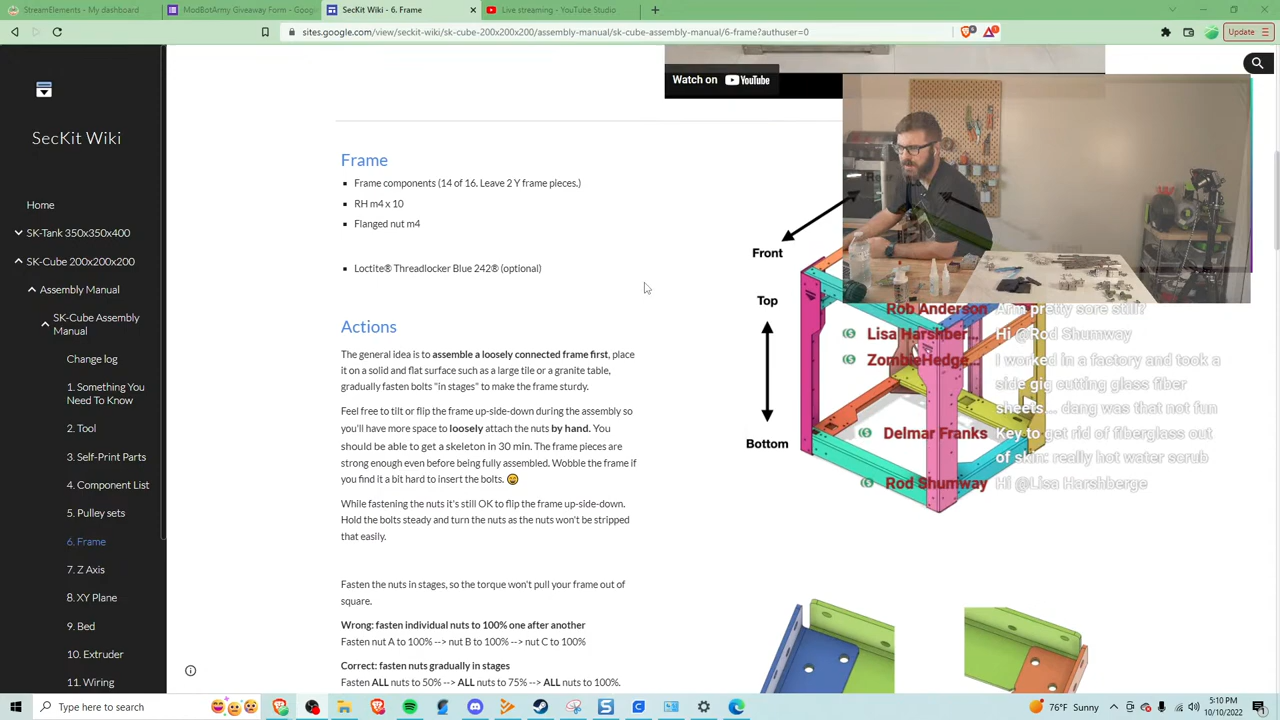 StreamElements - My dashboard
ModBotArmy Giveaway Form - Googl
SecKit Wiki - 6. Frame
Live streaming - YouTube Studio
sites.google.com/view/seckit-wiki/sk-cube-200x200x200/assembly-manual/sk-cube-assembly-manual/6-frame?authuser=0
Update
SecKit Wiki
Home
SK-Tank 350x350x400
SK-Cube 200x200x200
Assembly Manual
SK-Cube Assembly
Manual
Change log
1. Something You
Need To Know
2. Tool
3. SLS Print Parts
4. Component List
5. Pulley sets
6. Frame
7. Z Axis
8. XY Plane
9. Bed
10. Extruder
11. Wiring
Watch on YouTube
Frame
Frame components (14 of 16. Leave 2 Y frame pieces.)
RH m4 x 10
Flanged nut m4
Loctite® Threadlocker Blue 242® (optional)
Actions
The general idea is to assemble a loosely connected frame first, place
it on a solid and flat surface such as a large tile or a granite table,
gradually fasten bolts "in stages" to make the frame sturdy.
Feel free to tilt or flip the frame up-side-down during the assembly so
you'll have more space to loosely attach the nuts by hand. You
should be able to get a skeleton in 30 min. The frame pieces are
strong enough even before being fully assembled. Wobble the frame if
you find it a bit hard to insert the bolts. 😄
While fastening the nuts it's still OK to flip the frame up-side-down.
Hold the bolts steady and turn the nuts as the nuts won't be stripped
that easily.
Fasten the nuts in stages, so the torque won't pull your frame out of
square.
Wrong: fasten individual nuts to 100% one after another
Fasten nut A to 100% --> nut B to 100% --> nut C to 100%
Correct: fasten nuts gradually in stages
Fasten ALL nuts to 50% --> ALL nuts to 75% --> ALL nuts to 100%.
Front
Top
Bottom
Rob Anderson Arm pretty sore still?
Lisa Harshber... Hi @Rod Shumway
ZombieHedge... I worked in a factory and took a
side gig cutting glass fiber
sheets... dang was that not fun
Delmar Franks Key to get rid of fiberglass out
of skin: really hot water scrub
Rod Shumway Hi @Lisa Harshberge
Type here to search
76°F Sunny
5:10 PM
10/10/2022